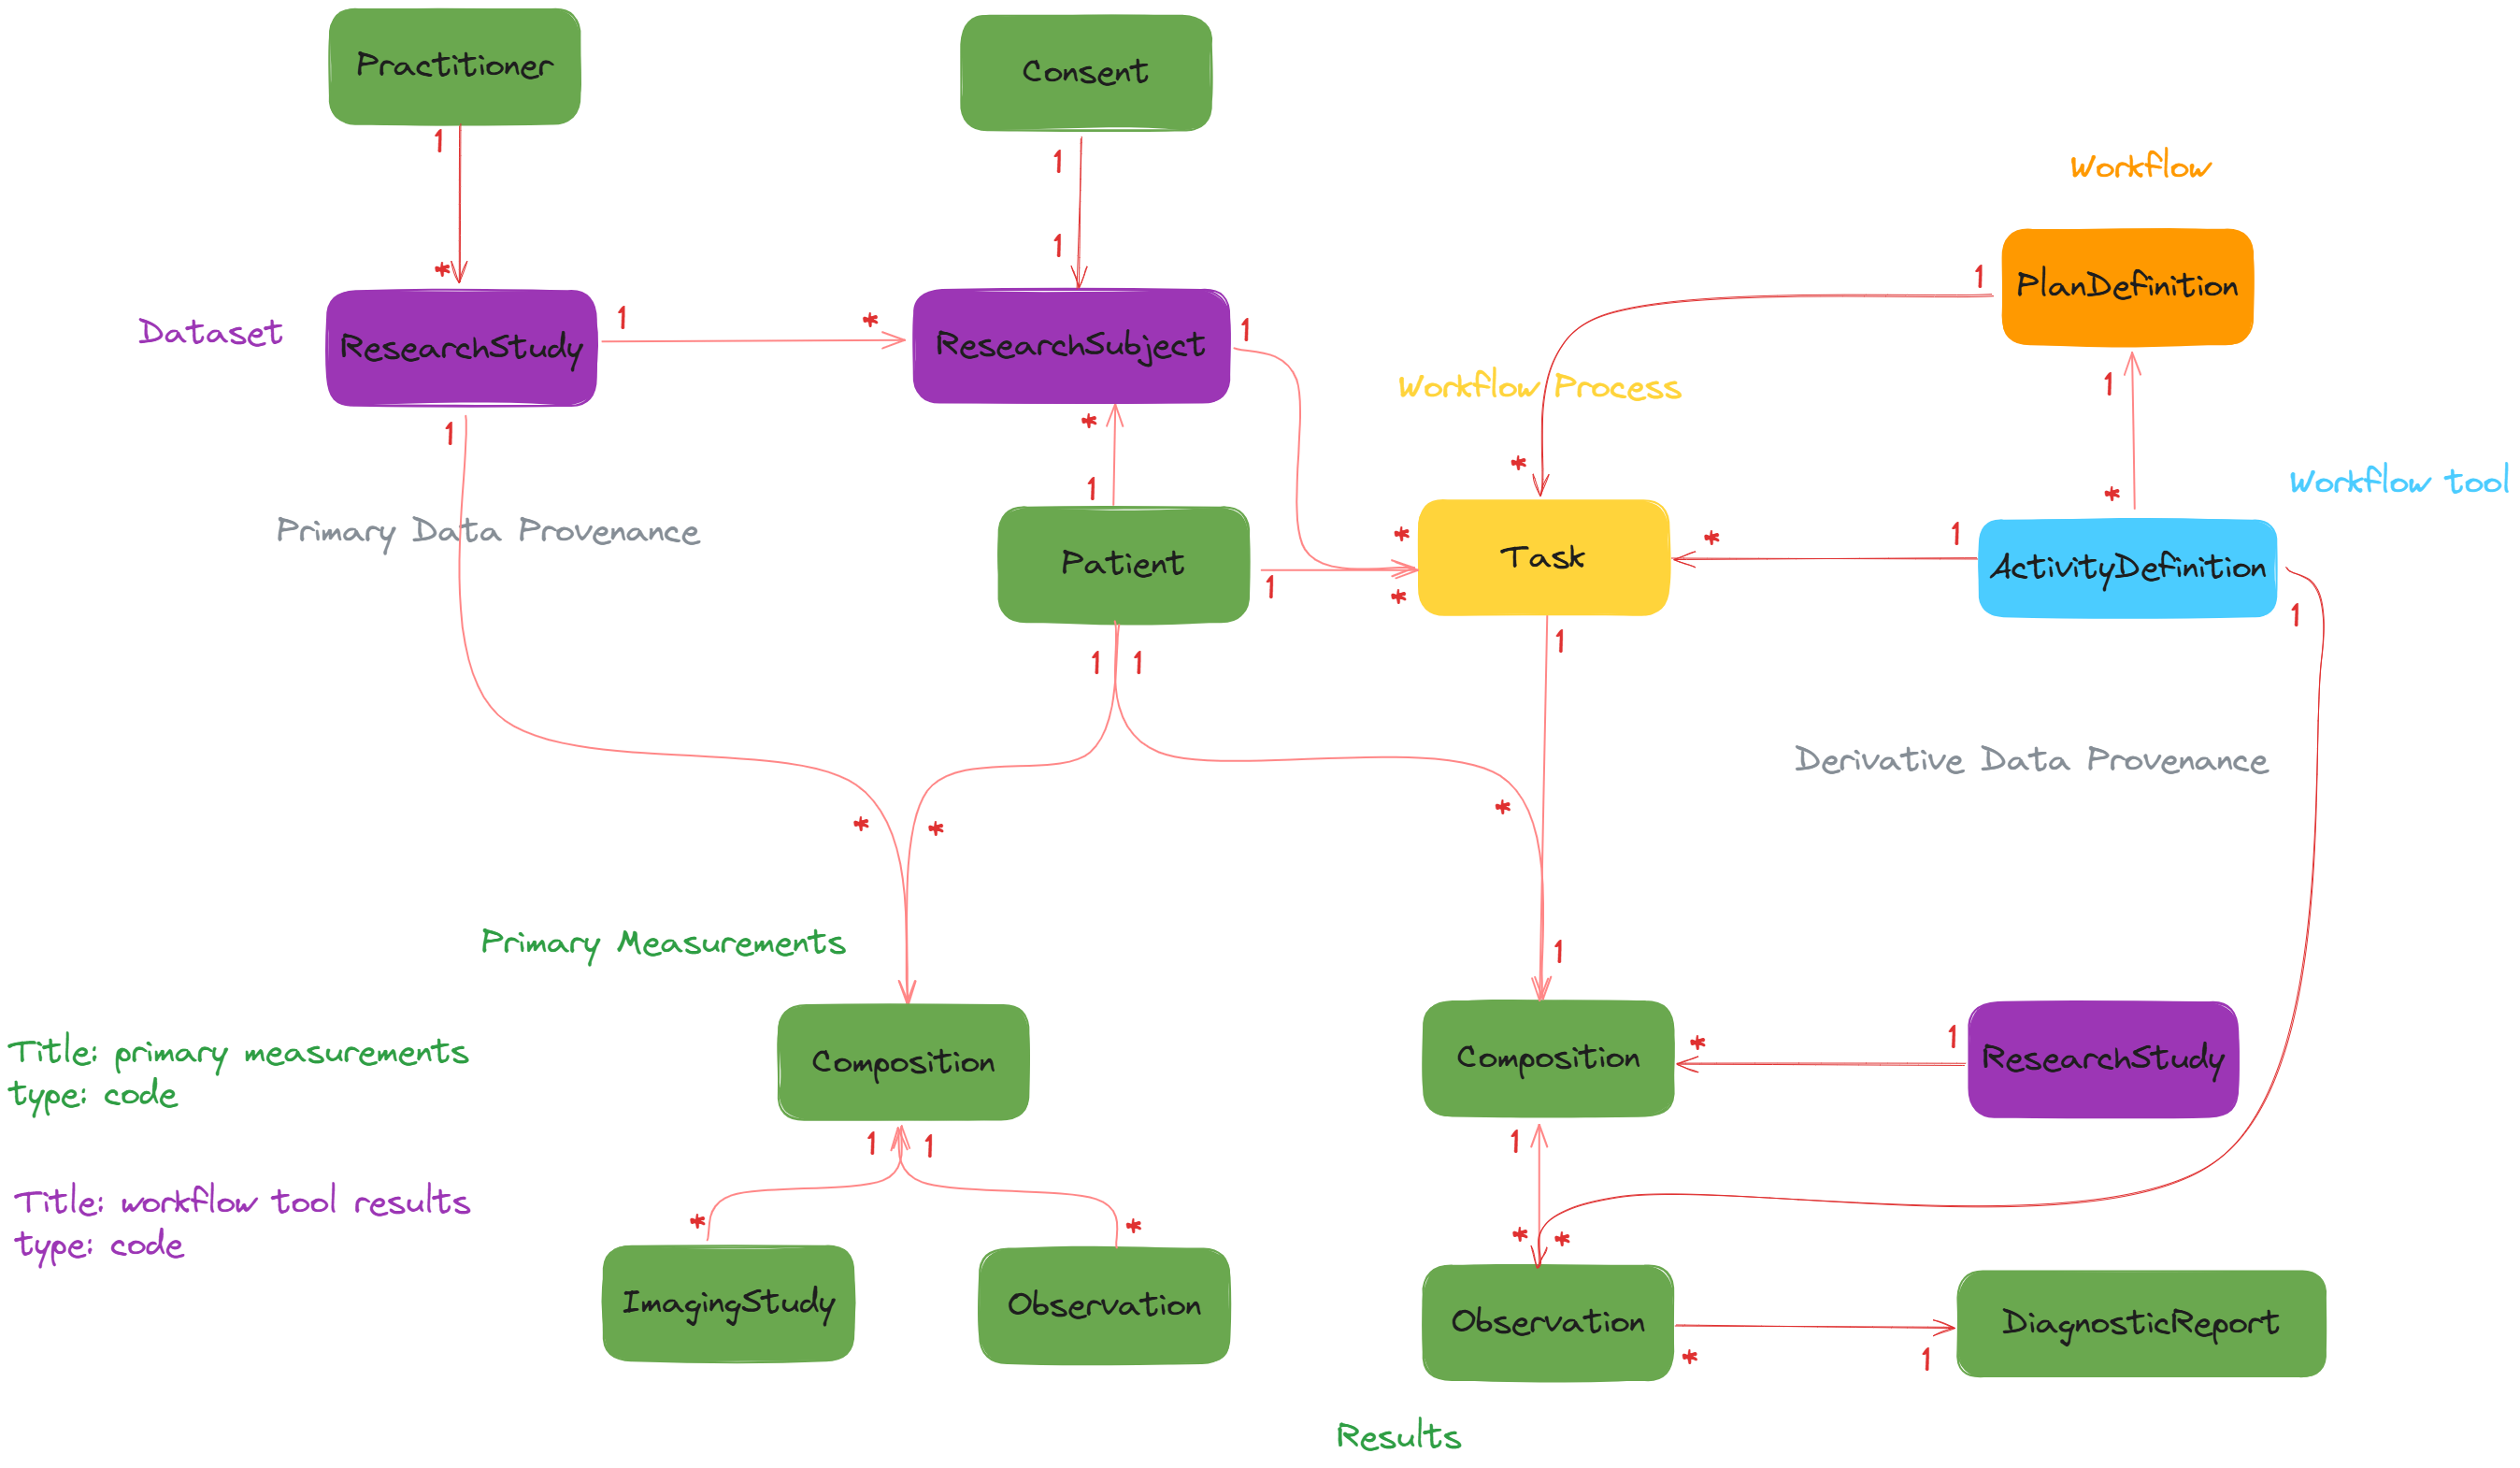 Practitioner
Consent
1
1
Workflow
1
*
1
PlanDefinition
Dataset
ResearchStudy
1
*
ResearchSubject
1
Workflow Process
1
*
1
*
*
1
Workflow tool
Primary Data Provenance
Patient
*
1
*
Task
*
1
ActivityDefinition
1
1
1
1
Derivative Data Provenance
*
*
*
Primary Measurements
1
Title: primary measurements
type: code
Composition
Composition
*
1
ResearchStudy
1
1
1
Title: workflow tool results
type: code
*
*
*
*
ImagingStudy
Observation
Observation
*
1
DiagnosticReport
Results